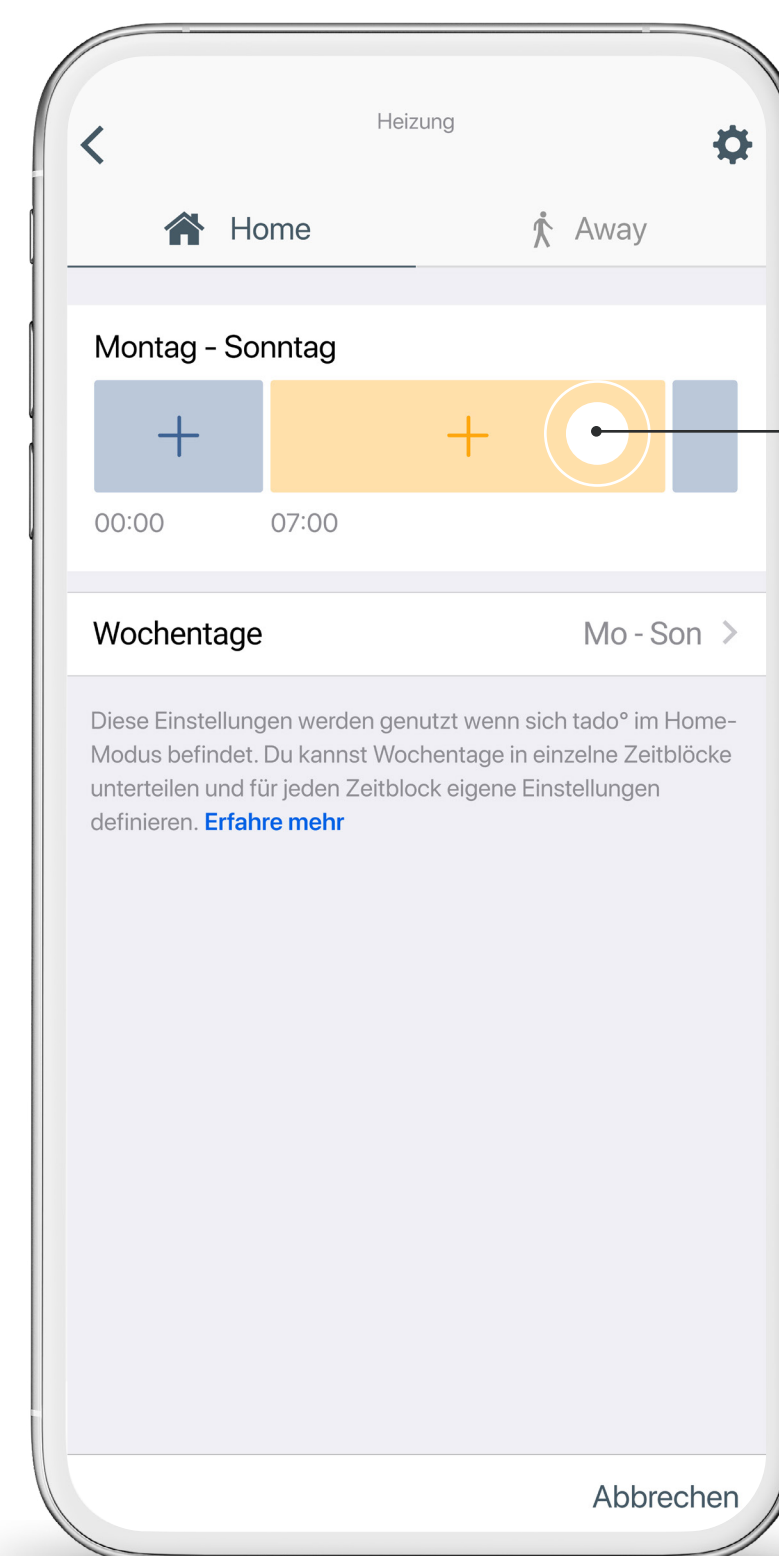 Heizung
Home
Away
Montag - Sonntag
00:00
07:00
Wochentage
Mo - Son
Diese Einstellungen werden genutzt wenn sich tado° im Home-
Modus befindet. Du kannst Wochentage in einzelne Zeitblöcke
unterteilen und für jeden Zeitblock eigene Einstellungen
definieren. Erfahre mehr
Abbrechen